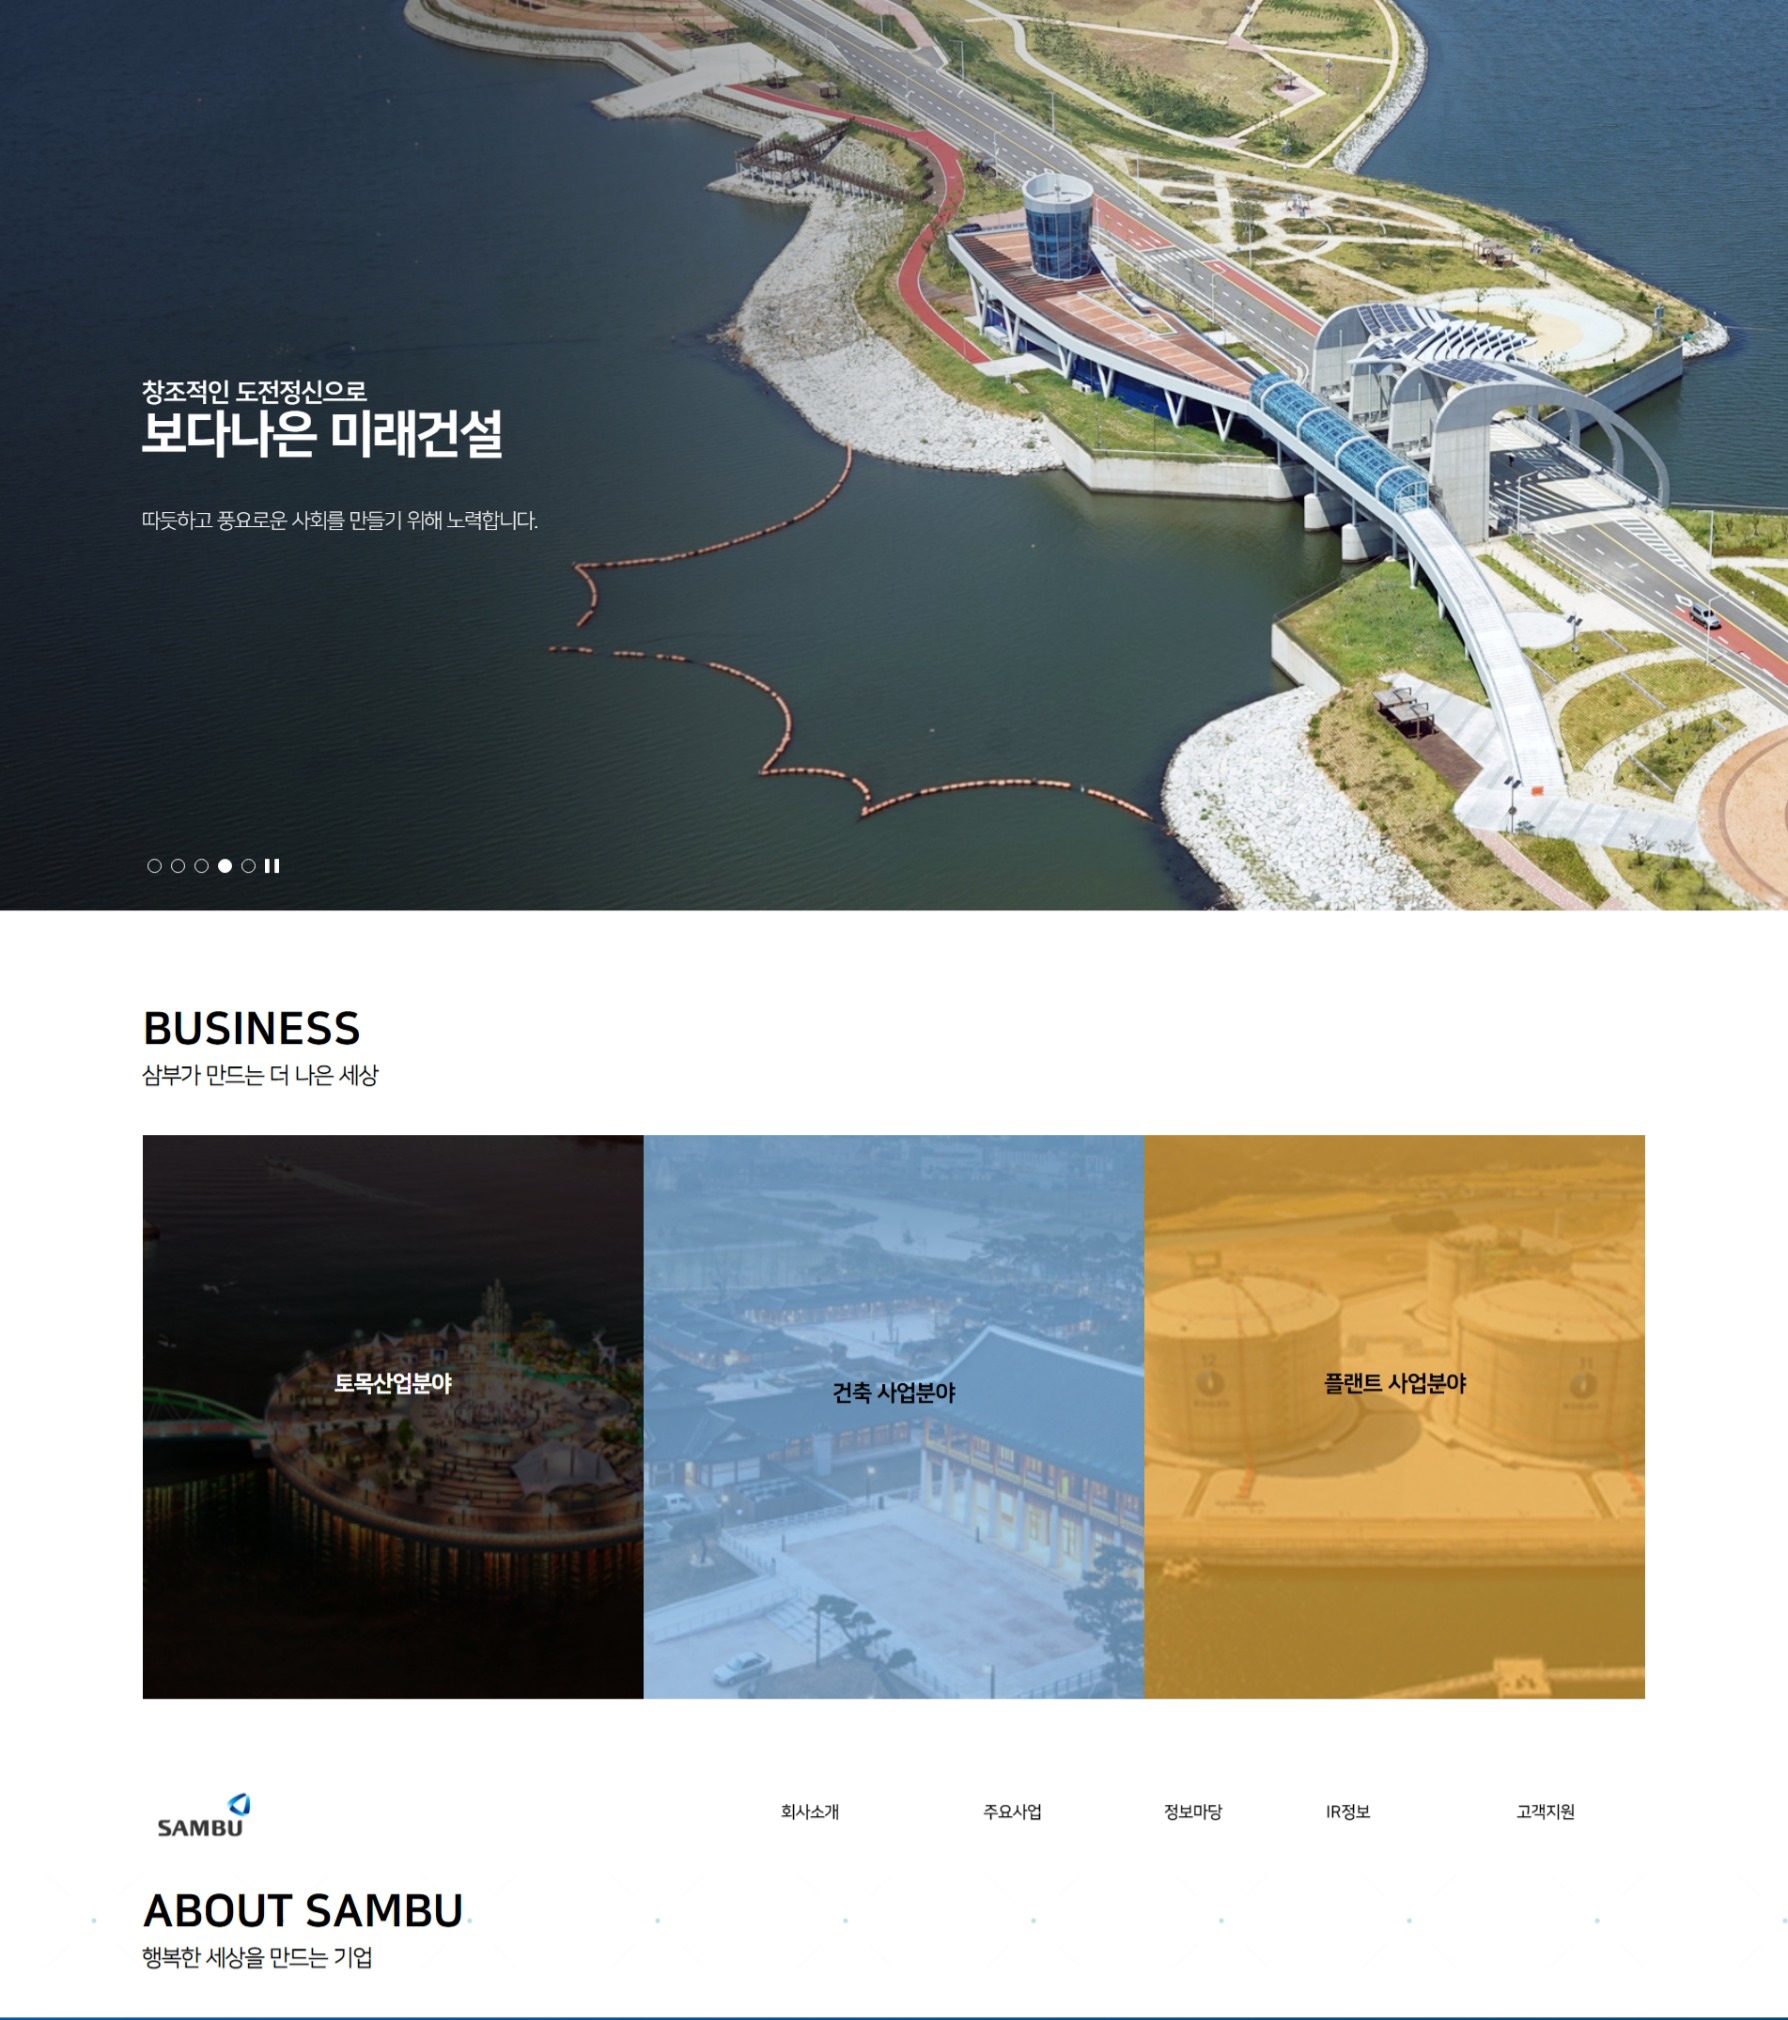 창조적인 도전정신으로
보다나은 미래건설
따듯하고 풍요로운 사회를 만들기 위해 노력합니다.
BUSINESS
삼부가 만드는 더 나은 세상
토목산업분야
건축 사업분야
플랜트 사업분야
SAMBU
회사소개
주요사업
정보마당
IR정보
고객지원
ABOUT SAMBU
행복한 세상을 만드는 기업